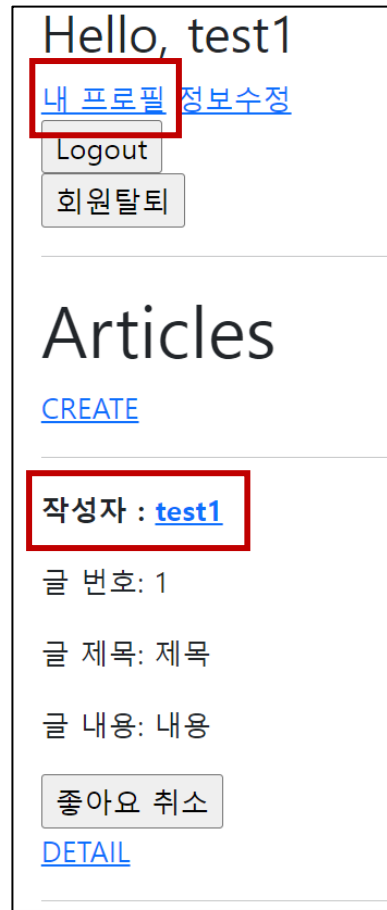 Hello, test1
내 프로필 정보수정
Logout
회원탈퇴
Articles
CREATE
작성자 : test1
글 번호: 1
글 제목: 제목
글 내용: 내용
좋아요 취소
DETAIL